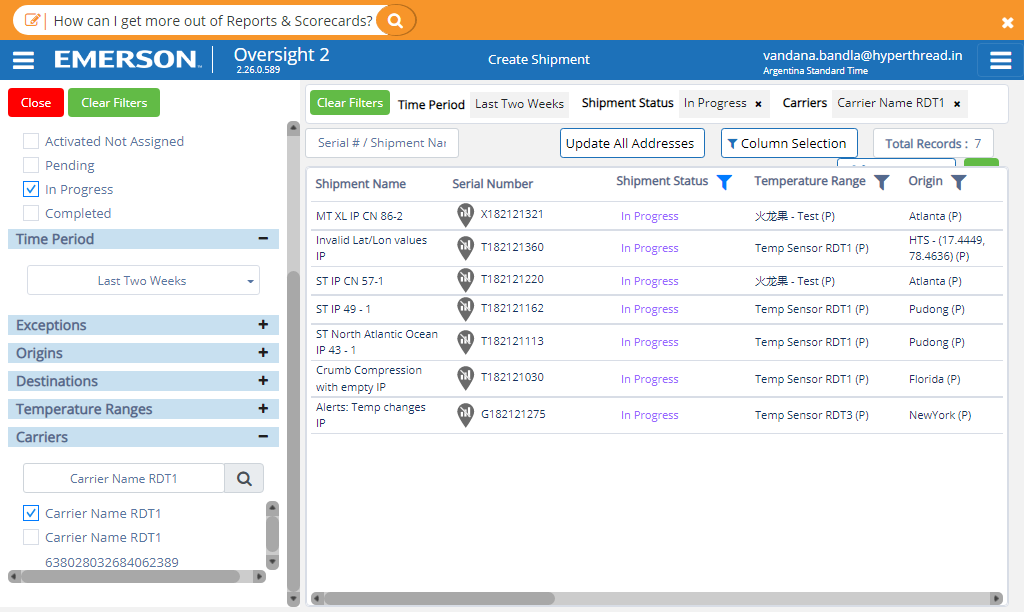 How can I get more out of Reports & Scorecards?
EMERSON
Oversight 2
2.26.0.589
Create Shipment
vandana.bandla@hyperthread.in
Argentina Standard Time
Close
Clear Filters
Activated Not Assigned
Pending
In Progress
Completed
Time Period
Last Two Weeks
Exceptions
Origins
Destinations
Temperature Ranges
Carriers
Carrier Name RDT1
Carrier Name RDT1
Carrier Name RDT1
638028032684062389
Clear Filters Time Period Last Two Weeks Shipment Status In Progress × Carriers Carrier Name RDT1 ×
Serial # / Shipment Nai Update All Addresses Column Selection Total Records : 7
Shipment Name Serial Number Shipment Status Temperature Range Origin
MT XL IP CN 86-2 X182121321 In Progress 火龙果 - Test (P) Atlanta (P)
Invalid Lat/Lon values
IP T182121360 In Progress Temp Sensor RDT1 (P) HTS - (17.4449,
78.4636) (P)
ST IP CN 57-1 T182121220 In Progress 火龙果 - Test (P) Atlanta (P)
ST IP 49 - 1 T182121162 In Progress Temp Sensor RDT1 (P) Pudong (P)
ST North Atlantic Ocean
IP 43 - 1 T182121113 In Progress Temp Sensor RDT1 (P) Pudong (P)
Crumb Compression
with empty IP T182121030 In Progress Temp Sensor RDT1 (P) Florida (P)
Alerts: Temp changes
IP G182121275 In Progress Temp Sensor RDT3 (P) NewYork (P)